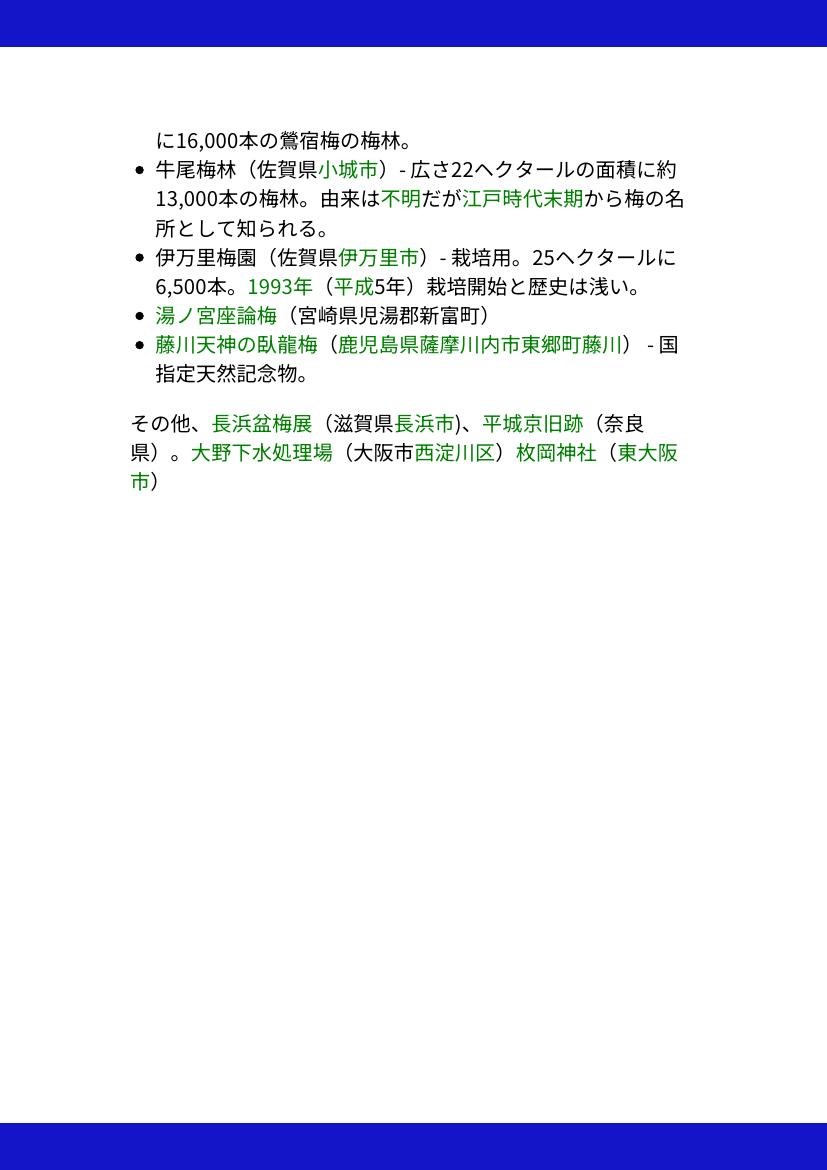 に16,000本の鶯宿梅の梅林。
• 牛尾梅林（佐賀県小城市）- 広さ22ヘクタールの面積に約
13,000本の梅林。由来は不明だが江戸時代末期から梅の名
所として知られる。
• 伊万里梅園（佐賀県伊万里市）- 栽培用。25ヘクタールに
6,500本。1993年（平成5年）栽培開始と歴史は浅い。
• 湯ノ宮座論梅（宮崎県児湯郡新富町）
• 藤川天神の臥龍梅（鹿児島県薩摩川内市東郷町藤川） - 国
指定天然記念物。
その他、長浜盆梅展（滋賀県長浜市)、平城京旧跡（奈良
県）。大野下水処理場（大阪市西淀川区）枚岡神社（東大阪
市）